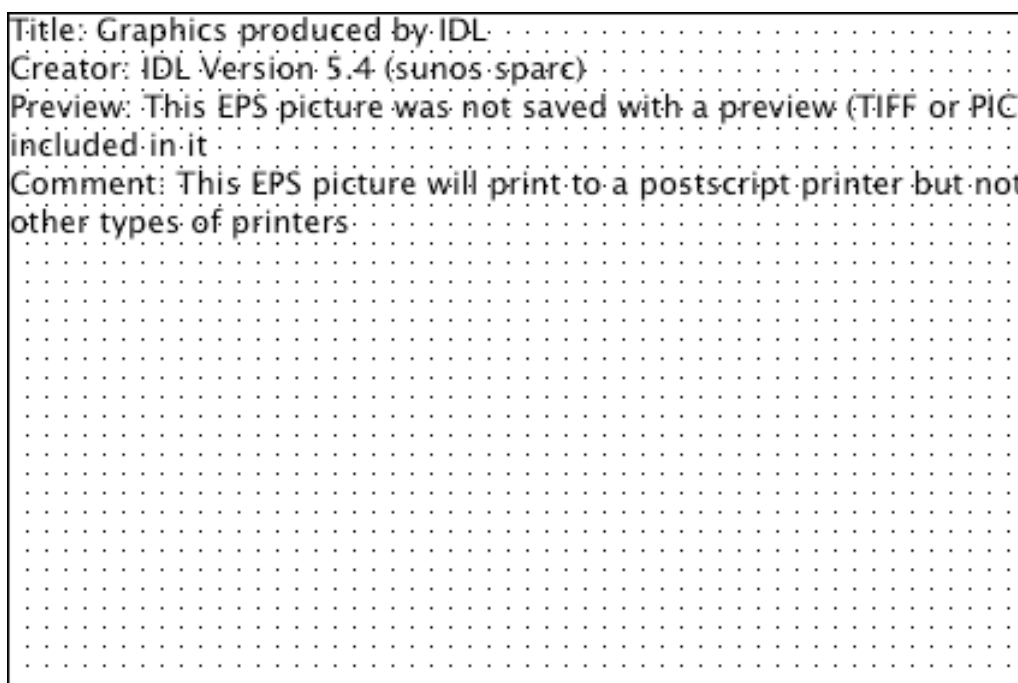 Title: Graphics produced by IDL
Creator: IDL Version 5.4 (sunos sparc)
Preview: This EPS picture was not saved with a preview (TIFF or PIC
included in it
Comment: This EPS picture will print to a postscript printer but not
other types of printers